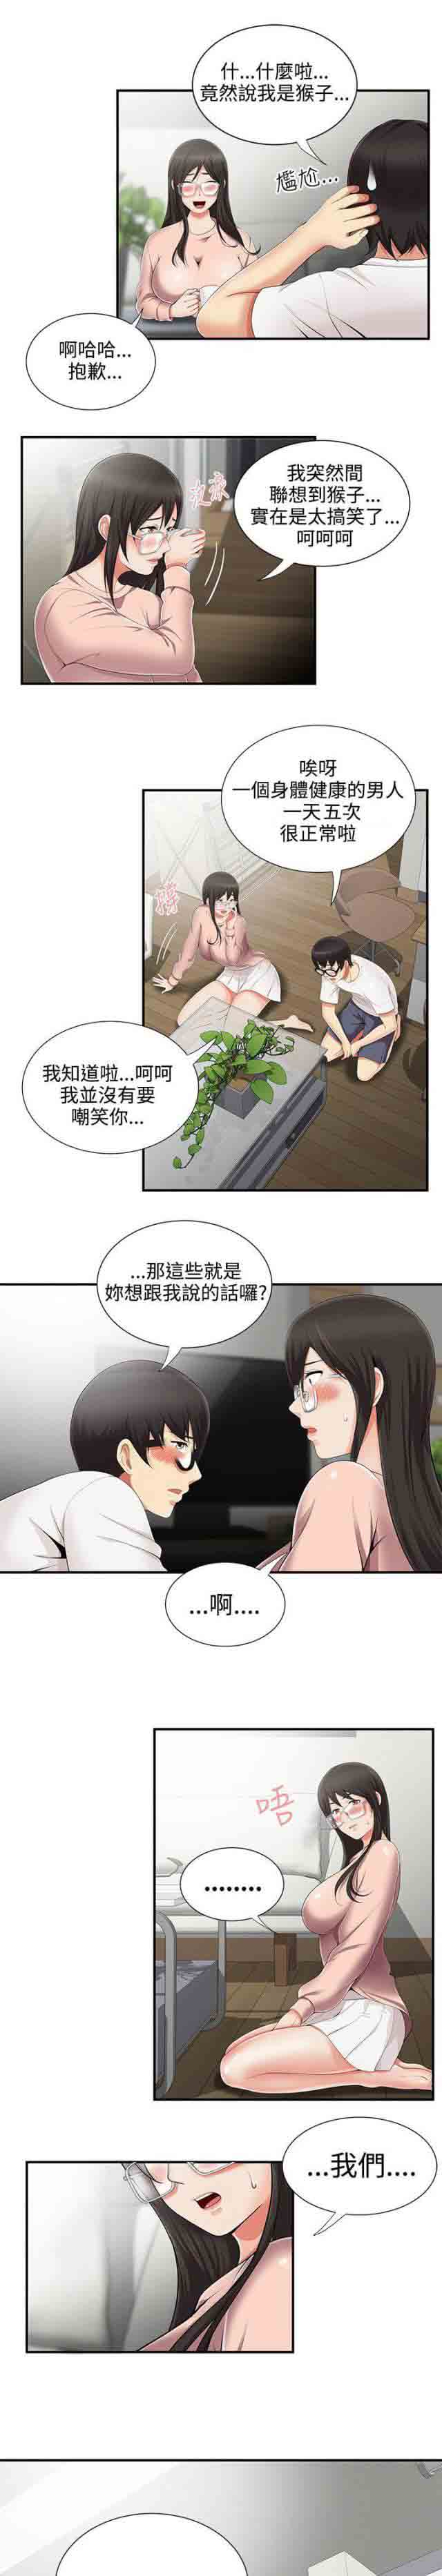 什...什麼啦...
竟然說我是猴子...
尷尬...
啊哈哈...
抱歉...
我突然間
聯想到猴子...
實在是太搞笑了...
呵呵呵
唉呀
一個身體健康的男人
一天五次
很正常啦
我知道啦...呵呵
我並沒有要
嘲笑你...
...那這些就是
妳想跟我說的話囉?
...啊....
唔
........
...我們....